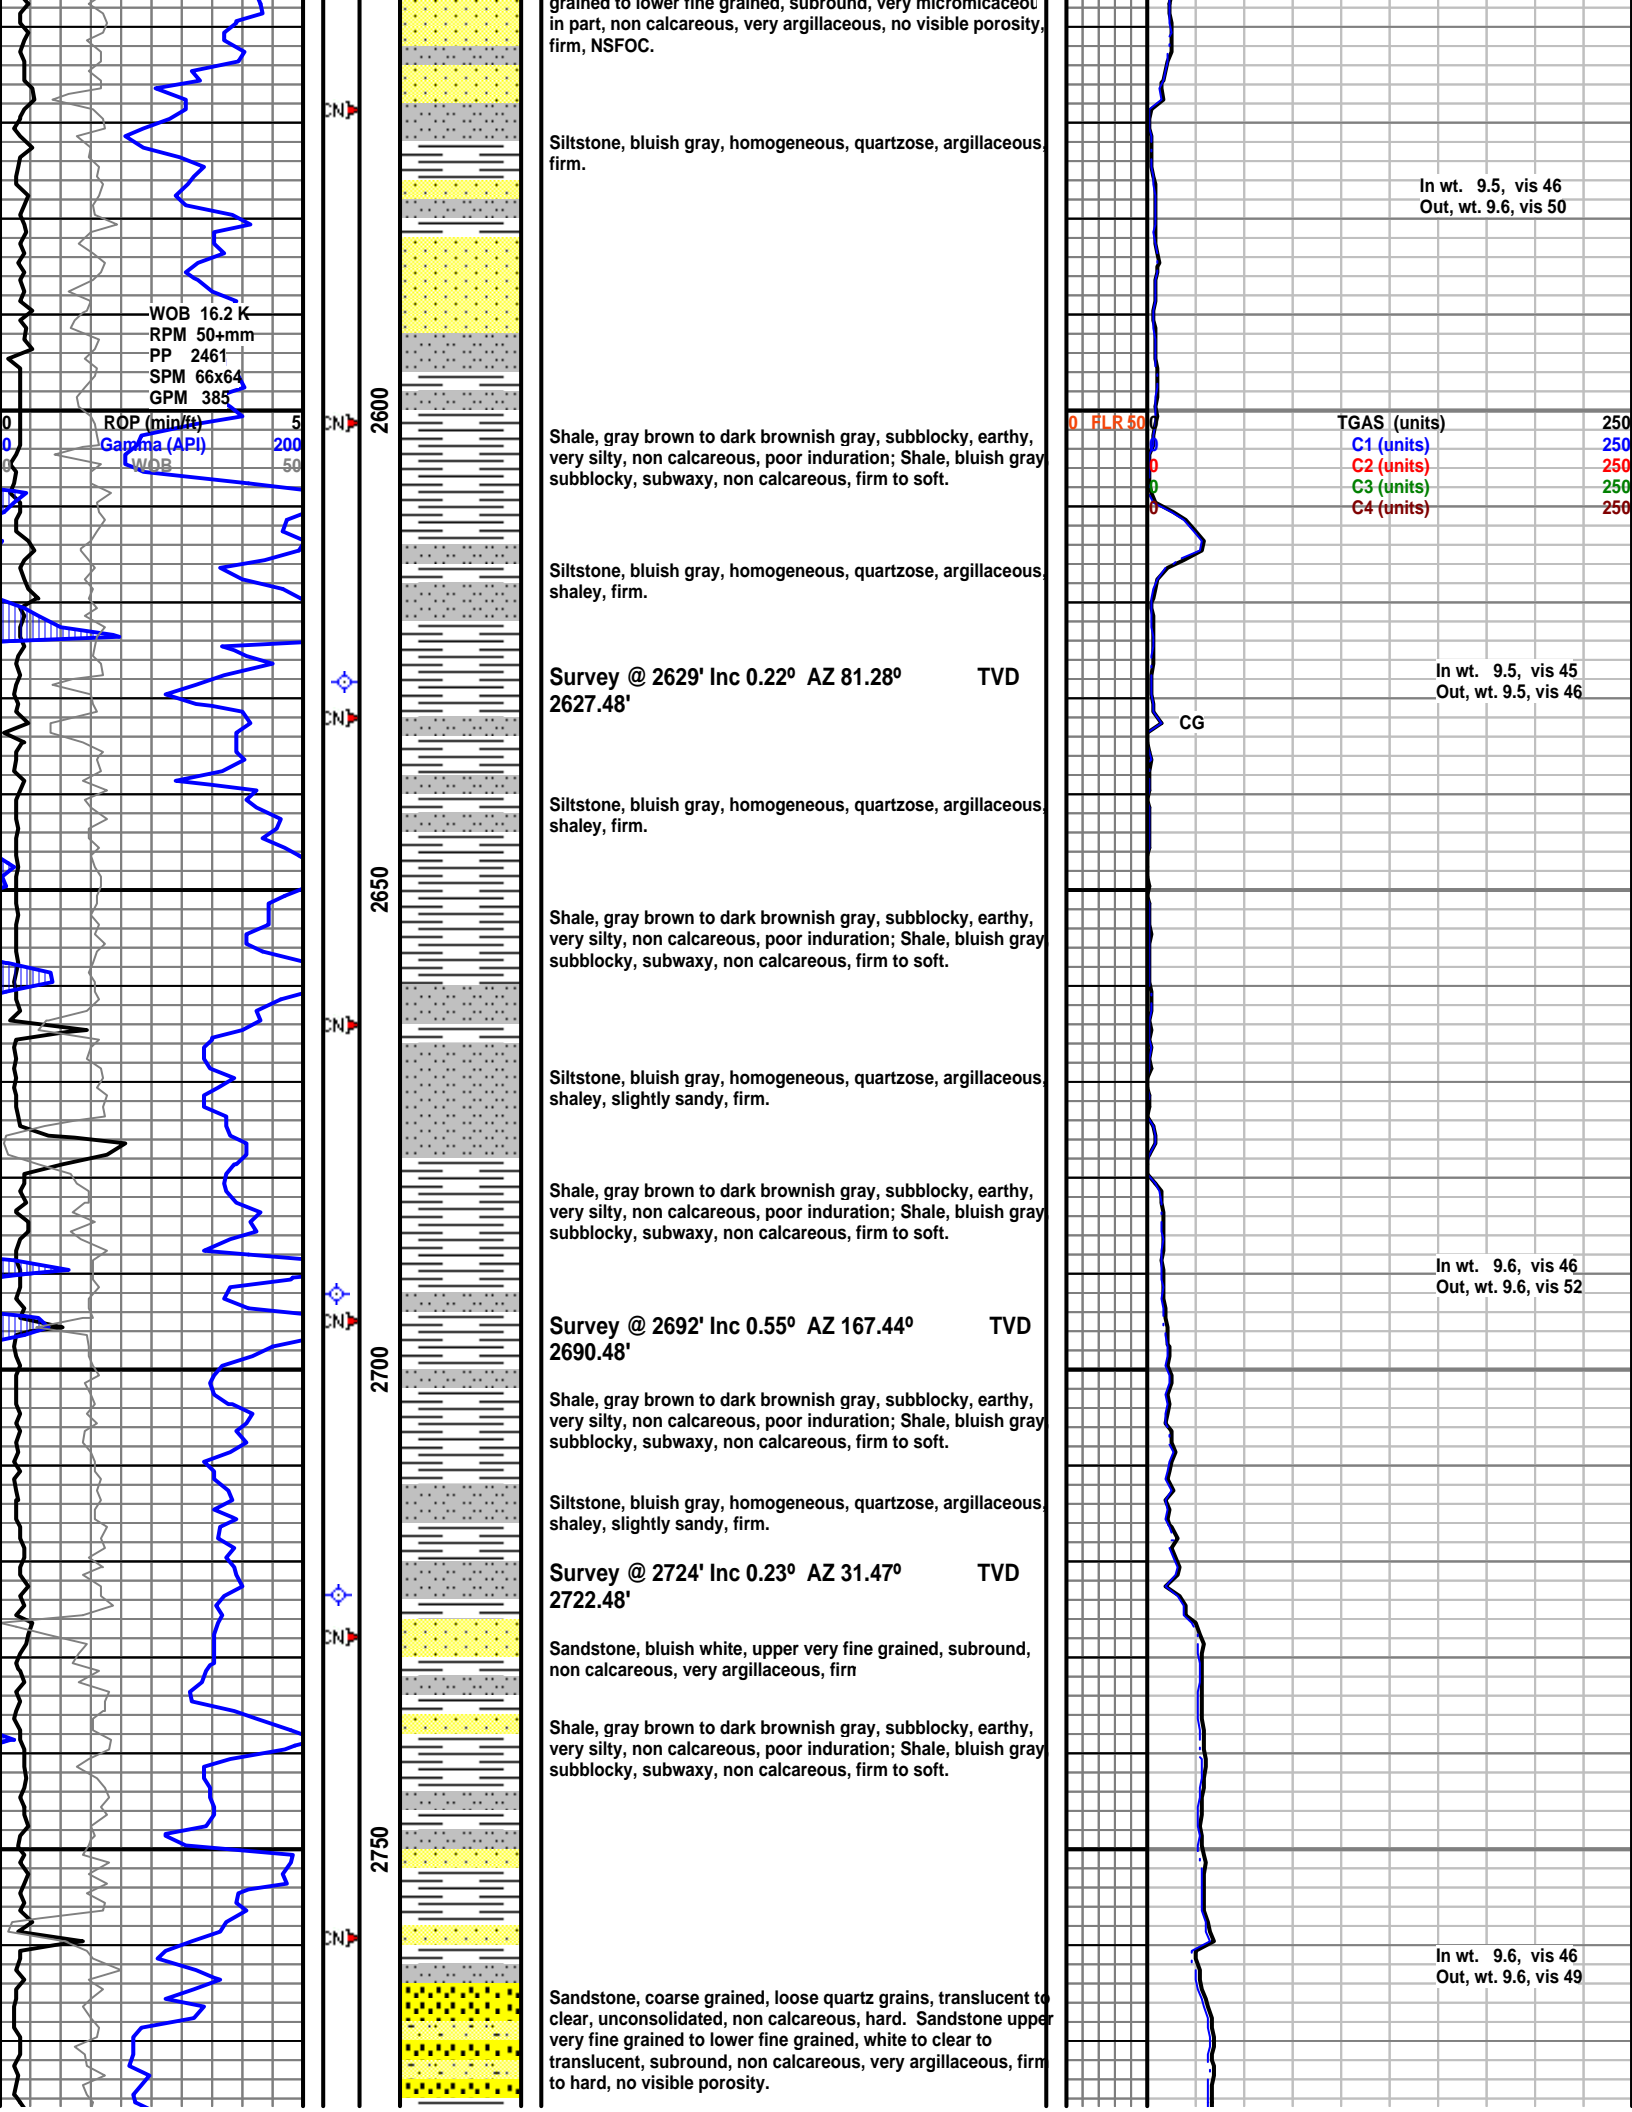 grained to lower fine grained, subround, very micromicaceou
in part, non calcareous, very argillaceous, no visible porosity,
firm, NSFOC.
CN]
Siltstone, bluish gray, homogeneous, quartzose, argillaceous,
firm.
In wt. 9.5, vis 46
Out, wt. 9.6, vis 50
WOB 16.2 K
RPM 50+mm
PP 2461
SPM 66x64
GPM 385
2600
CN]
0 ROP (min/ft) 5
0 Gamma (API) 200
0 WOB 50
0 FLR 50
0 TGAS (units) 250
0 C1 (units) 250
0 C2 (units) 250
0 C3 (units) 250
0 C4 (units) 250
Shale, gray brown to dark brownish gray, subblocky, earthy,
very silty, non calcareous, poor induration; Shale, bluish gray
subblocky, subwaxy, non calcareous, firm to soft.
Siltstone, bluish gray, homogeneous, quartzose, argillaceous,
shaley, firm.
Survey @ 2629' Inc 0.22º AZ 81.28º TVD
2627.48'
In wt. 9.5, vis 45
Out, wt. 9.5, vis 46
CN]
CG
Siltstone, bluish gray, homogeneous, quartzose, argillaceous,
shaley, firm.
2650
Shale, gray brown to dark brownish gray, subblocky, earthy,
very silty, non calcareous, poor induration; Shale, bluish gray
subblocky, subwaxy, non calcareous, firm to soft.
CN]
Siltstone, bluish gray, homogeneous, quartzose, argillaceous,
shaley, slightly sandy, firm.
Shale, gray brown to dark brownish gray, subblocky, earthy,
very silty, non calcareous, poor induration; Shale, bluish gray
subblocky, subwaxy, non calcareous, firm to soft.
In wt. 9.6, vis 46
Out, wt. 9.6, vis 52
CN]
Survey @ 2692' Inc 0.55º AZ 167.44º TVD
2690.48'
2700
Shale, gray brown to dark brownish gray, subblocky, earthy,
very silty, non calcareous, poor induration; Shale, bluish gray
subblocky, subwaxy, non calcareous, firm to soft.
Siltstone, bluish gray, homogeneous, quartzose, argillaceous,
shaley, slightly sandy, firm.
Survey @ 2724' Inc 0.23º AZ 31.47º TVD
2722.48'
CN]
Sandstone, bluish white, upper very fine grained, subround,
non calcareous, very argillaceous, firm
Shale, gray brown to dark brownish gray, subblocky, earthy,
very silty, non calcareous, poor induration; Shale, bluish gray
subblocky, subwaxy, non calcareous, firm to soft.
2750
CN]
In wt. 9.6, vis 46
Out, wt. 9.6, vis 49
Sandstone, coarse grained, loose quartz grains, translucent to
clear, unconsolidated, non calcareous, hard. Sandstone upper
very fine grained to lower fine grained, white to clear to
translucent, subround, non calcareous, very argillaceous, firm
to hard, no visible porosity.